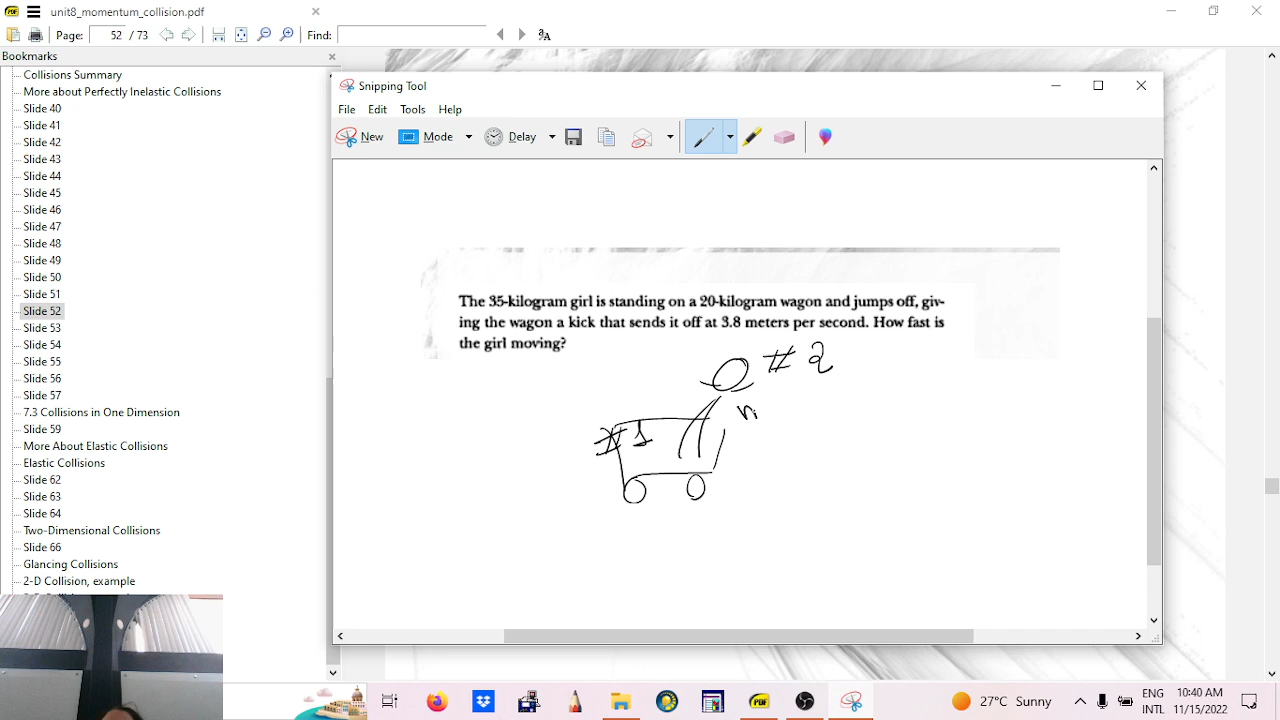 unit8_momentum_collision.pdf
Page: 52 / 73 Find:
Bookmarks
Collisions Summary
More about Perfectly Inelastic Collisions
Slide 40
Slide 41
Slide 42
Slide 43
Slide 44
Slide 45
Slide 46
Slide 47
Slide 48
Slide 49
Slide 50
Slide 51
Slide 52
Slide 53
Slide 54
Slide 55
Slide 56
Slide 57
7.3 Collisions in One Dimension
Slide 59
More About Elastic Collisions
Elastic Collisions
Slide 62
Slide 63
Slide 64
Two-Dimensional Collisions
Slide 66
Glancing Collisions
2-D Collision, example
Snipping Tool
File Edit Tools Help
New Mode Delay
The 35-kilogram girl is standing on a 20-kilogram wagon and jumps off, giv-
ing the wagon a kick that sends it off at 3.8 meters per second. How fast is
the girl moving?
# 2
# 1
27°C Sunny
ENG
INTL
10:40 AM
11/15/2022